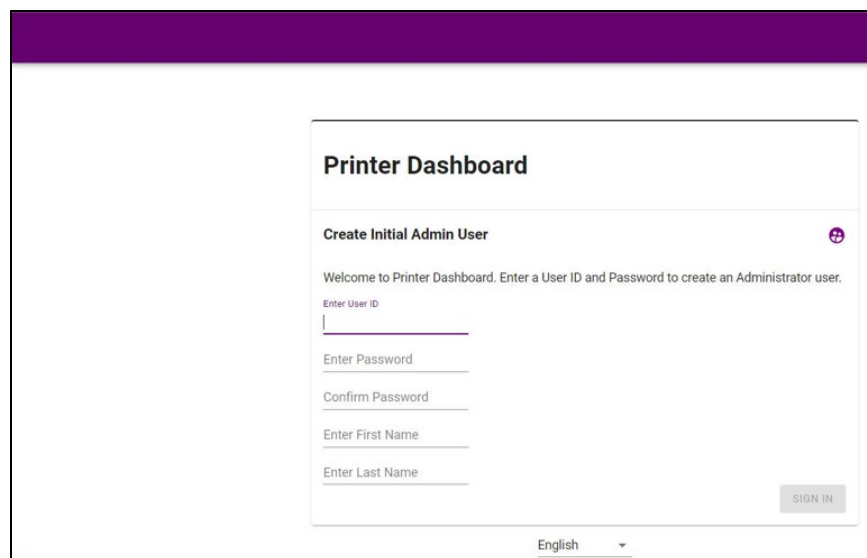 Printer Dashboard
Create Initial Admin User
Welcome to Printer Dashboard. Enter a User ID and Password to create an Administrator user.
Enter User ID
Enter Password
Confirm Password
Enter First Name
Enter Last Name
SIGN IN
English